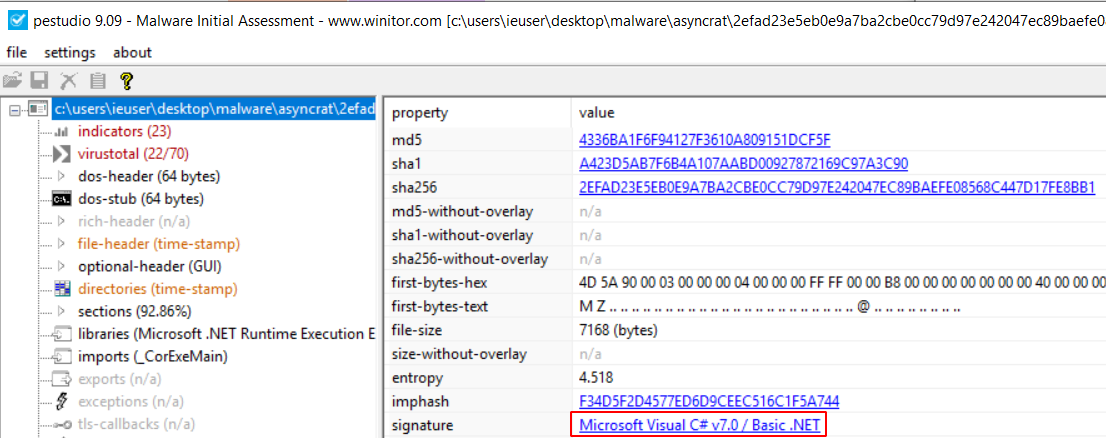 pestudio 9.09 - Malware Initial Assessment - www.winitor.com [c:\users\ieuser\desktop\malware\asyncrat\2efad23e5eb0e9a7ba2cbe0cc79d97e242047ec89baefe0
file settings about
c:\users\ieuser\desktop\malware\asyncrat\2efad
indicators (23)
virustotal (22/70)
dos-header (64 bytes)
dos-stub (64 bytes)
rich-header (n/a)
file-header (time-stamp)
optional-header (GUI)
directories (time-stamp)
sections (92.86%)
libraries (Microsoft .NET Runtime Execution E
imports (_CorExeMain)
exports (n/a)
exceptions (n/a)
tls-callbacks (n/a)
property value
md5 4336BA1F6F94127F3610A809151DCF5F
sha1 A423D5AB7F6B4A107AABD00927872169C97A3C90
sha256 2EFAD23E5EB0E9A7BA2CBE0CC79D97E242047EC89BAEFE08568C447D17FE8BB1
md5-without-overlay n/a
sha1-without-overlay n/a
sha256-without-overlay n/a
first-bytes-hex 4D 5A 90 00 03 00 00 00 04 00 00 00 FF FF 00 00 B8 00 00 00 00 00 00 00 40 00 00 00
first-bytes-text M Z .. .. .. .. .. .. .. .. .. .. .. .. .. .. .. .. .. .. .. .. .. .. @ .. .. .. .. .. .. ..
file-size 7168 (bytes)
size-without-overlay n/a
entropy 4.518
imphash F34D5F2D4577ED6D9CEEC516C1F5A744
signature Microsoft Visual C# v7.0 / Basic .NET